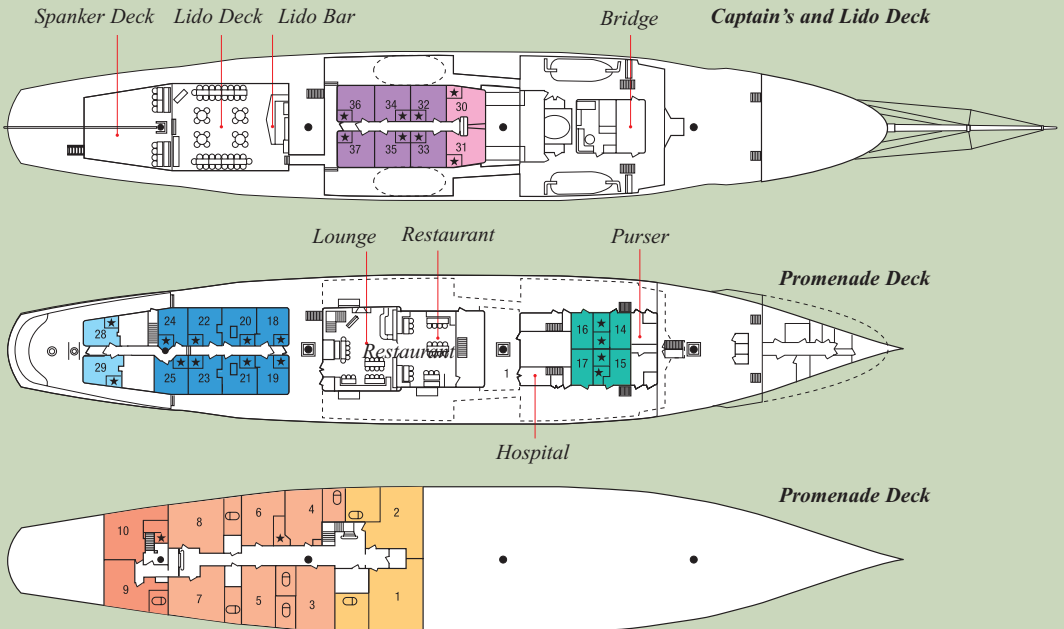 Spanker Deck Lido Deck Lido Bar Bridge Captain's and Lido Deck
36 34 32 30
37 35 33 31
Lounge Restaurant Purser
Promenade Deck
28 24 22 20 18 16 14
Restaurant
29 25 23 21 19 1 17 15
Hospital
Promenade Deck
10 8 6 4 2
9 7 5 3 1